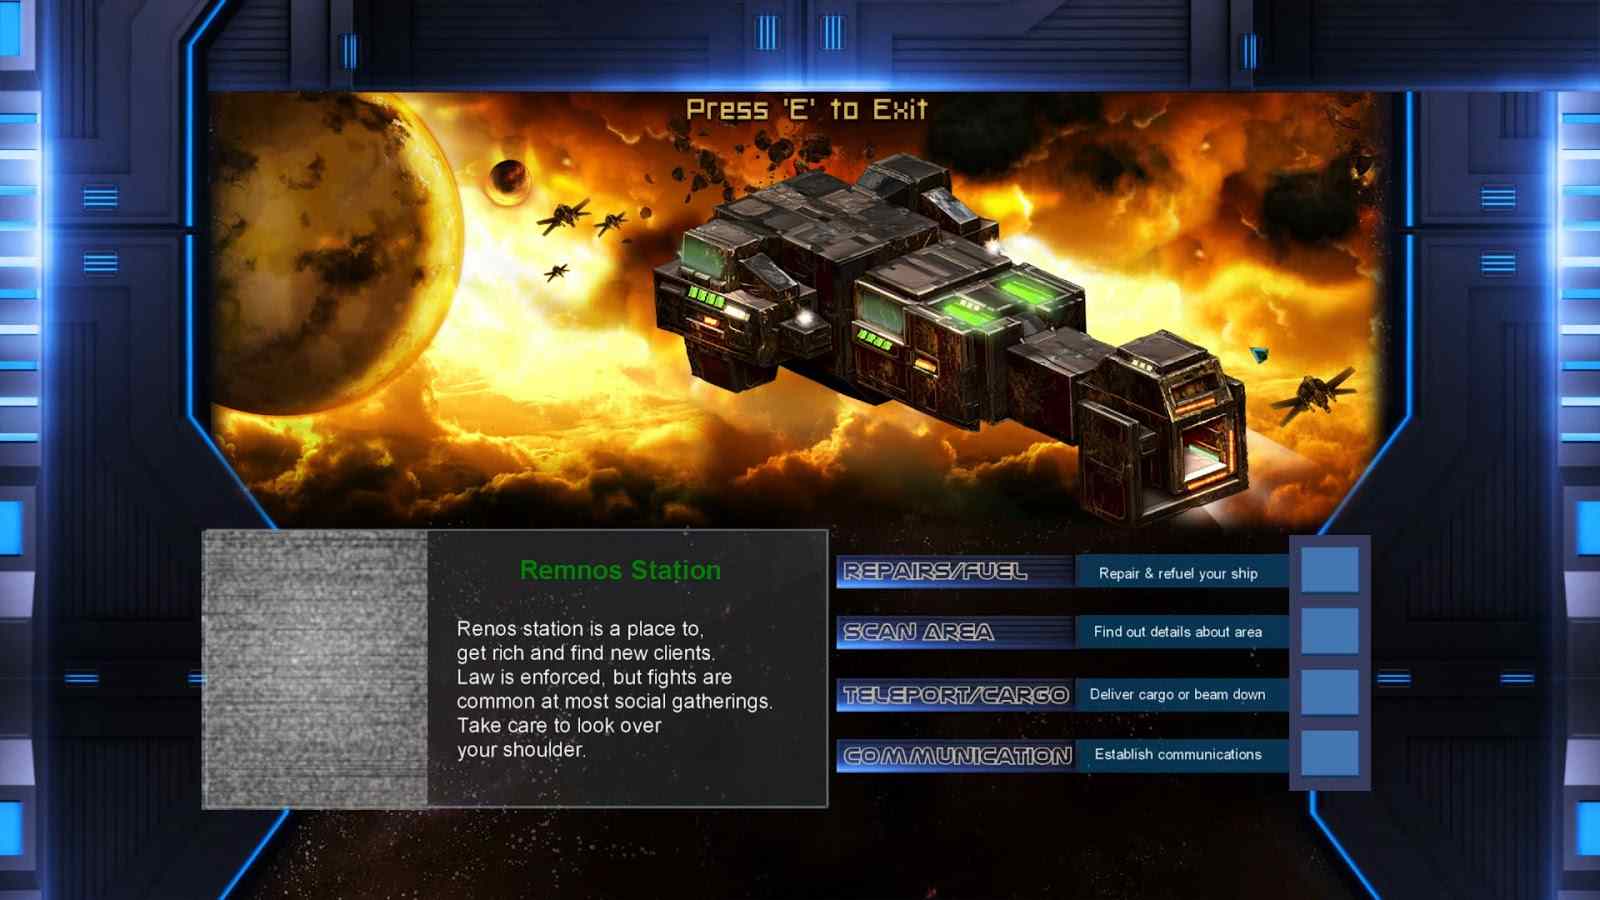 Press 'E' to Exit
Remnos Station
Renos station is a place to,
get rich and find new clients.
Law is enforced, but fights are
common at most social gatherings.
Take care to look over
your shoulder.
REPAIRS/FUEL
Repair & refuel your ship
SCAN AREA
Find out details about area
TELEPORT/CARGO
Deliver cargo or beam down
COMMUNICATION
Establish communications